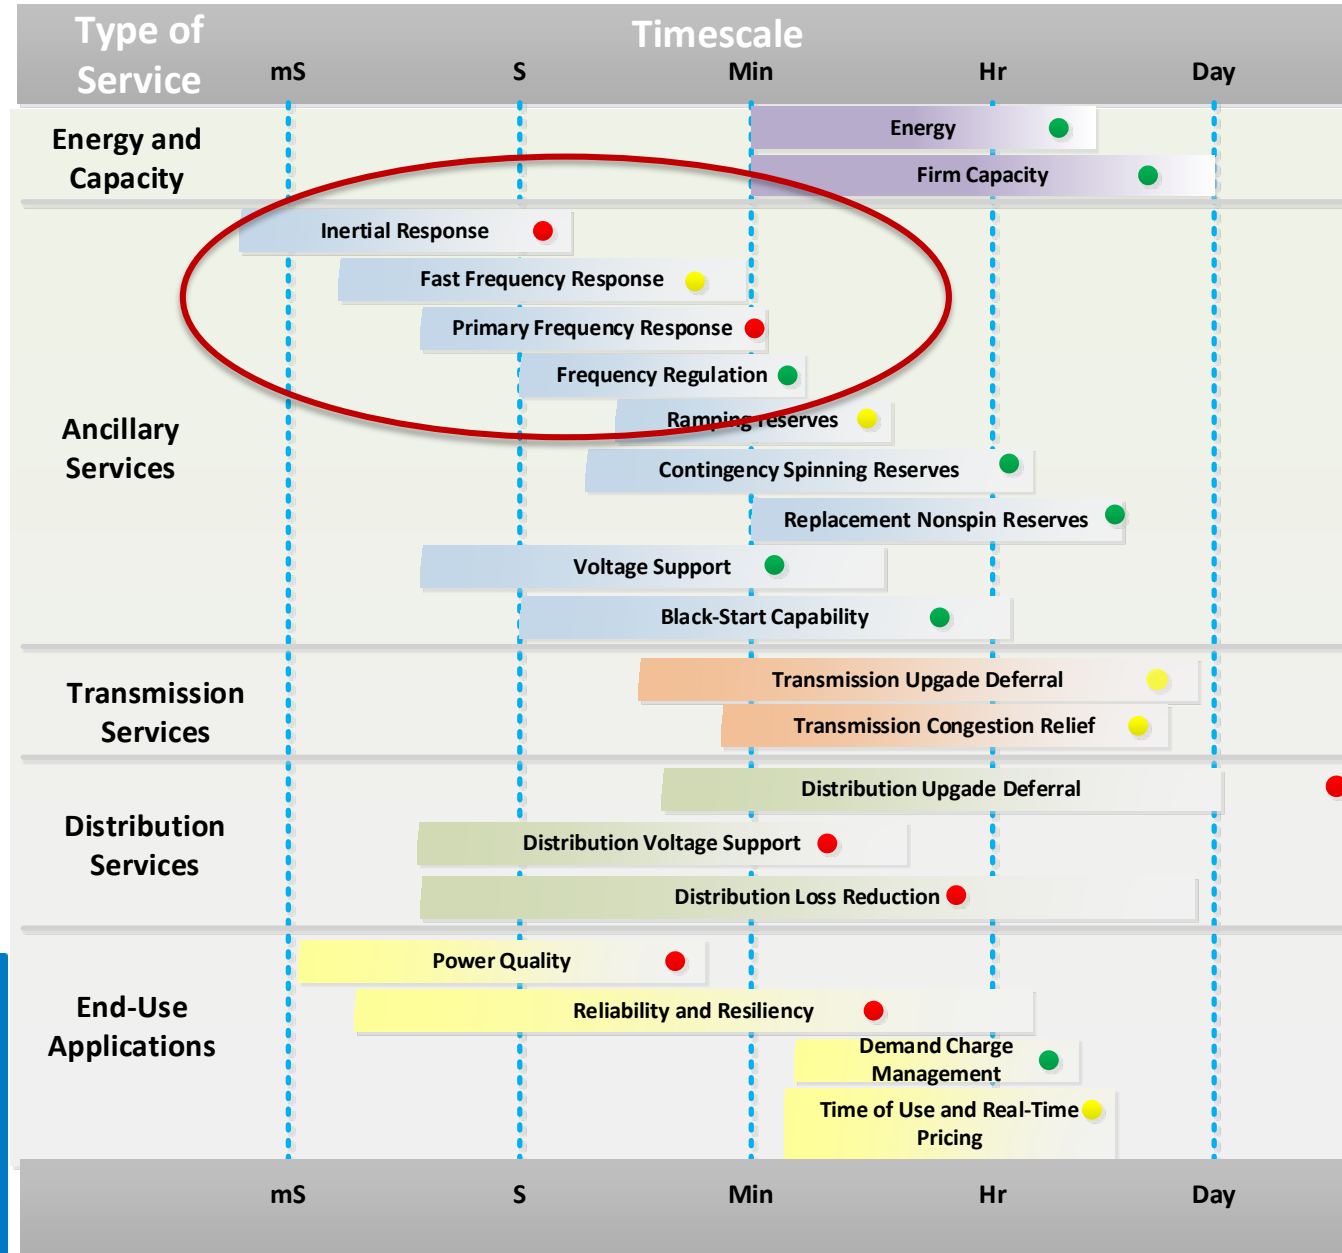 Type of
Service
Timescale
mS S Min Hr Day
Energy and
Capacity
Energy
Firm Capacity
Ancillary
Services
Inertial Response
Fast Frequency Response
Primary Frequency Response
Frequency Regulation
Ramping reserves
Contingency Spinning Reserves
Replacement Nonspin Reserves
Voltage Support
Black-Start Capability
Transmission
Services
Transmission Upgade Deferral
Transmission Congestion Relief
Distribution
Services
Distribution Upgade Deferral
Distribution Voltage Support
Distribution Loss Reduction
End-Use
Applications
Power Quality
Reliability and Resiliency
Demand Charge
Management
Time of Use and Real-Time
Pricing
mS S Min Hr Day